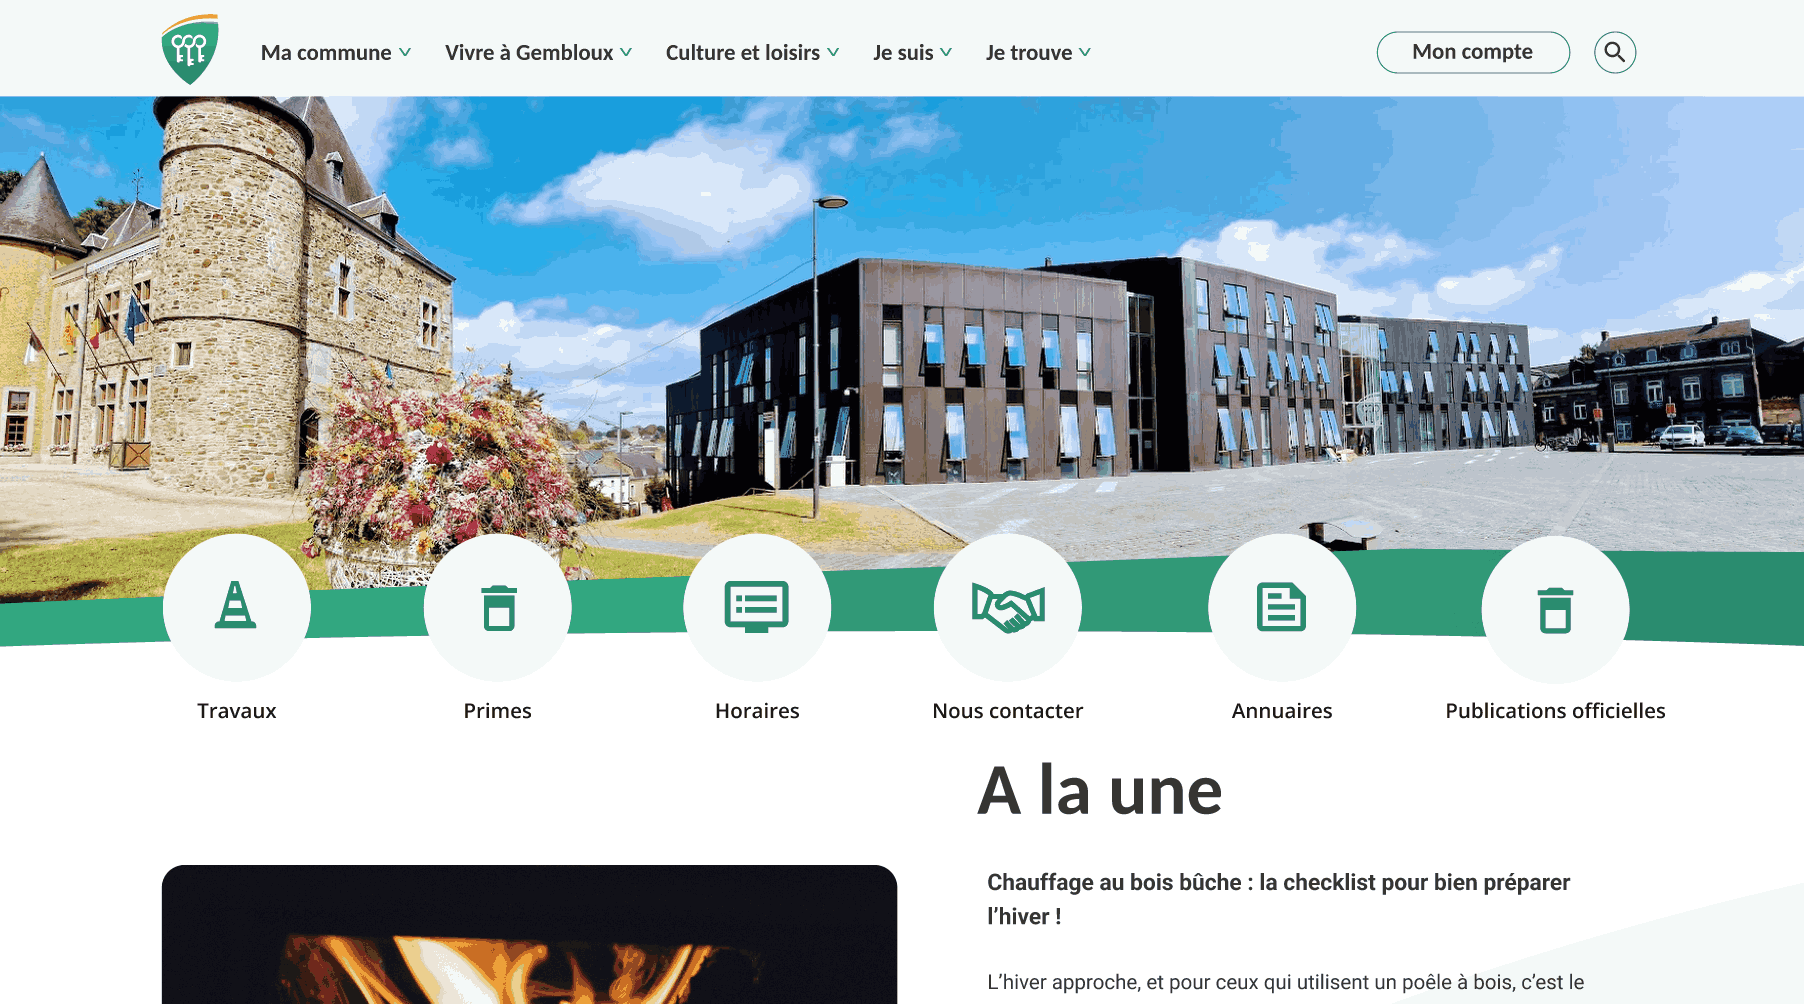 Ma commune
Vivre à Gembloux
Culture et loisirs
Je suis
Je trouve
Mon compte
Travaux
Primes
Horaires
Nous contacter
Annuaires
Publications officielles
A la une
Chauffage au bois bûche : la checklist pour bien préparer
l’hiver !
L’hiver approche, et pour ceux qui utilisent un poêle à bois, c’est le